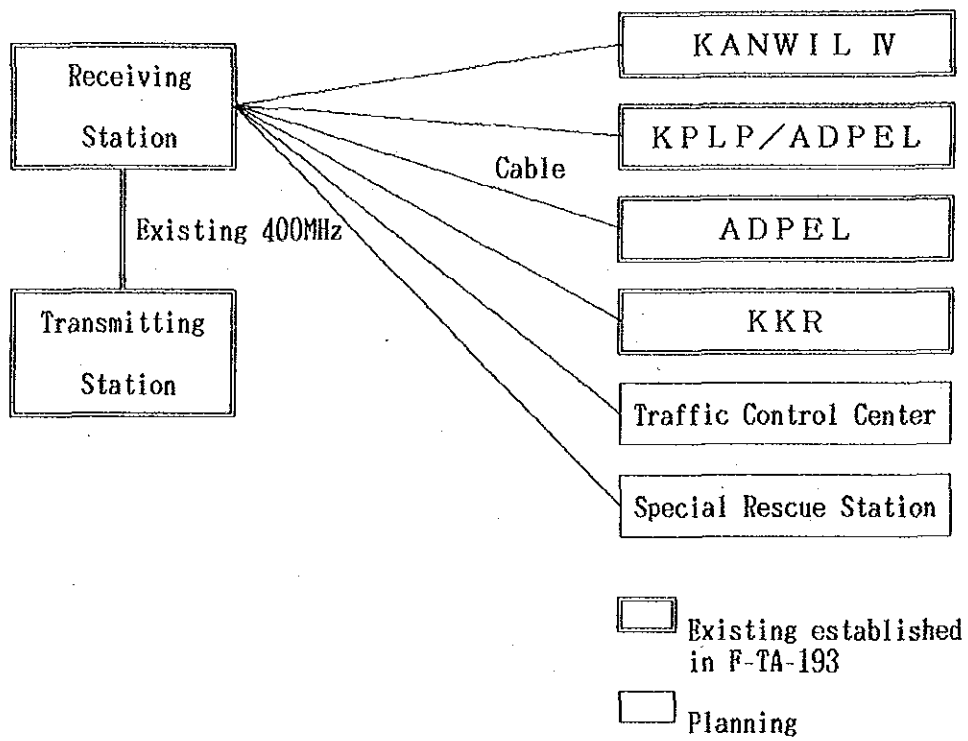 Receiving
Station
Existing 400MHz
Transmitting
Station
Cable
KANWIL Ⅳ
KPLP/ADPEL
ADPEL
KKR
Traffic Control Center
Special Rescue Station
Existing established
in F-TA-193
Planning